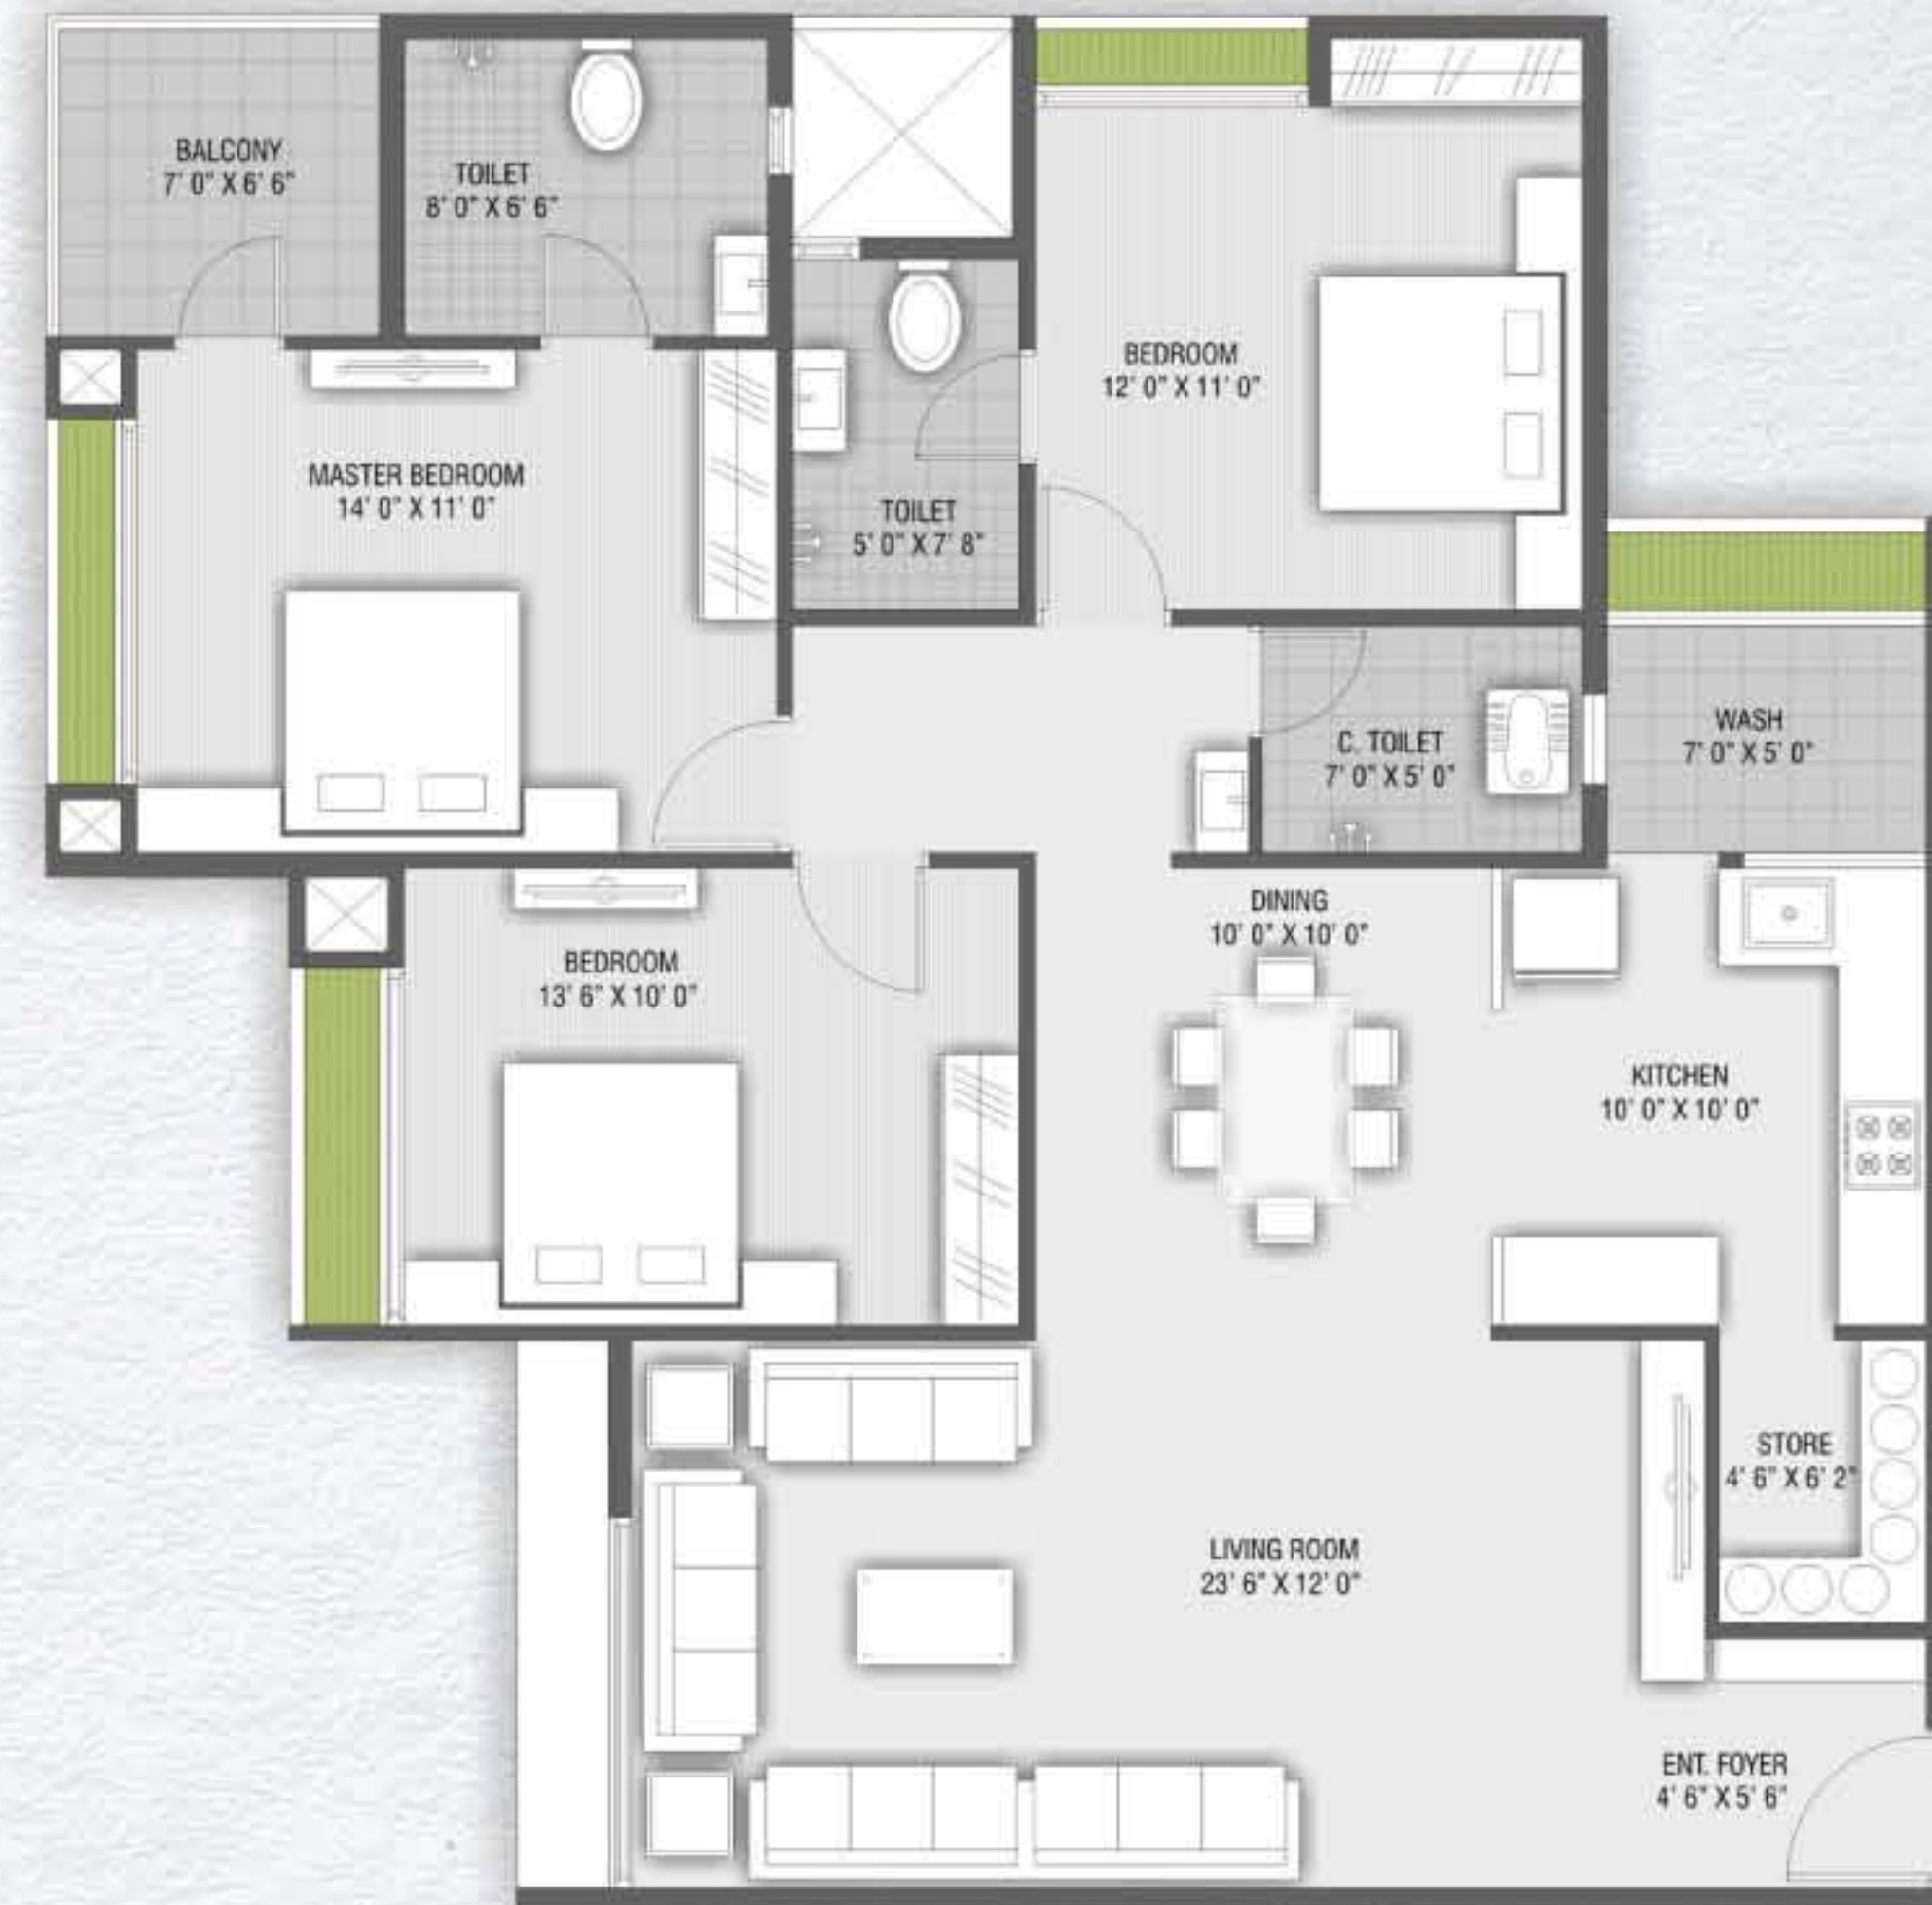 BALCONY
7' 0" X 6' 6"
TOILET
8' 0" X 6' 6"
BEDROOM
12' 0" X 11' 0"
MASTER BEDROOM
14' 0" X 11' 0"
TOILET
5' 0" X 7' 8"
C. TOILET
7' 0" X 5' 0"
WASH
7' 0" X 5' 0"
DINING
10' 0" X 10' 0"
BEDROOM
13' 6" X 10' 0"
KITCHEN
10' 0" X 10' 0"
STORE
4' 6" X 6' 2"
LIVING ROOM
23' 6" X 12' 0"
ENT. FOYER
4' 6" X 5' 6"